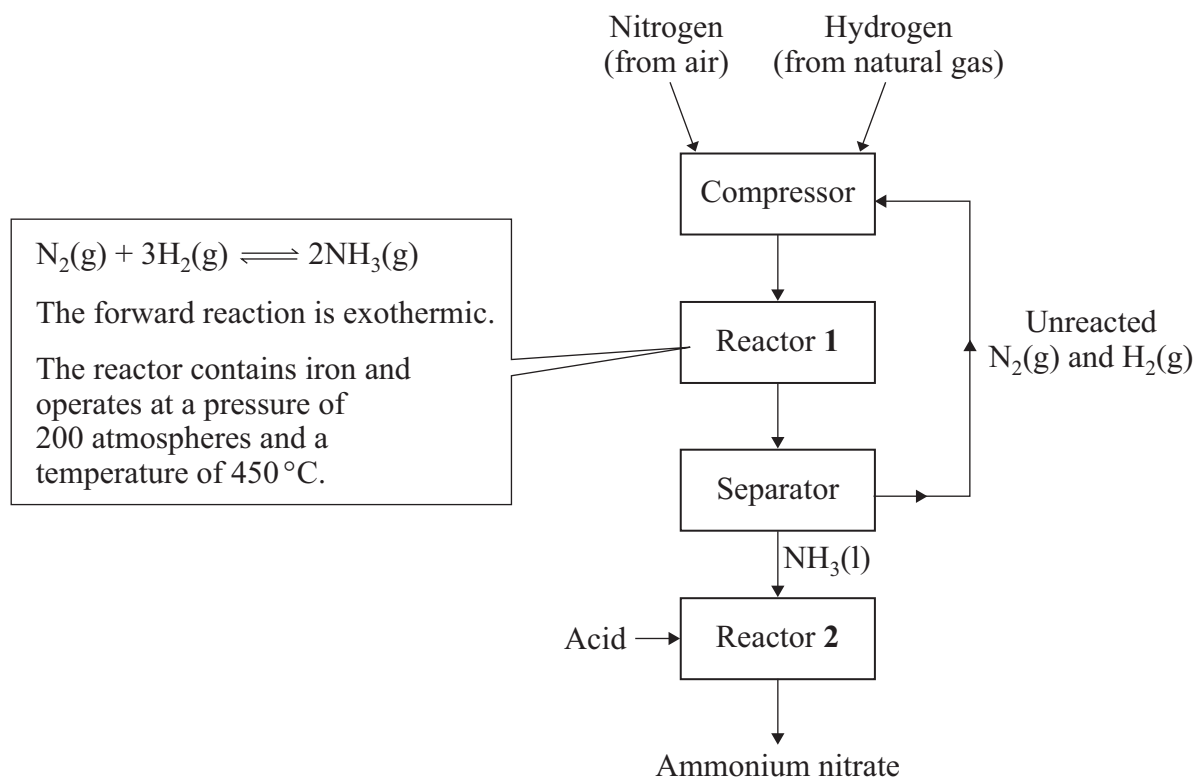 Nitrogen
(from air)
Hydrogen
(from natural gas)
Compressor
N₂(g) + 3H₂(g) ⇌ 2NH₃(g)
The forward reaction is exothermic.
The reactor contains iron and
operates at a pressure of
200 atmospheres and a
temperature of 450 °C.
Reactor 1
Unreacted
N₂(g) and H₂(g)
Separator
NH₃(l)
Acid
Reactor 2
Ammonium nitrate